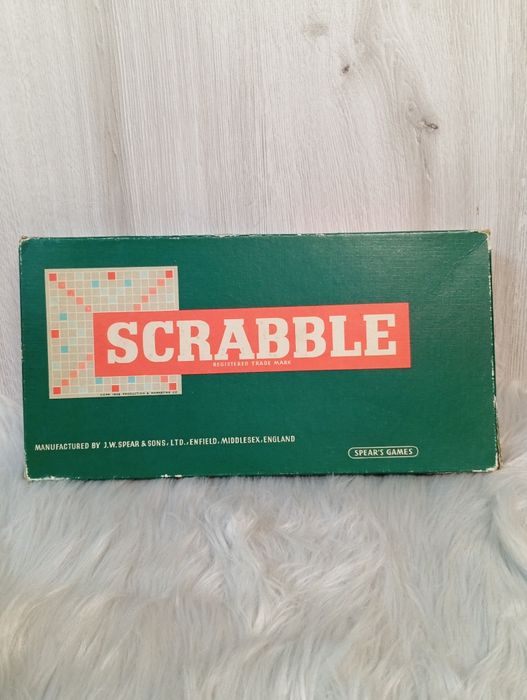 SCRABBLE
REGISTERED TRADE MARK
MANUFACTURED BY J.W. SPEAR & SONS, LTD., ENFIELD, MIDDLESEX, ENGLAND
SPEAR'S GAMES